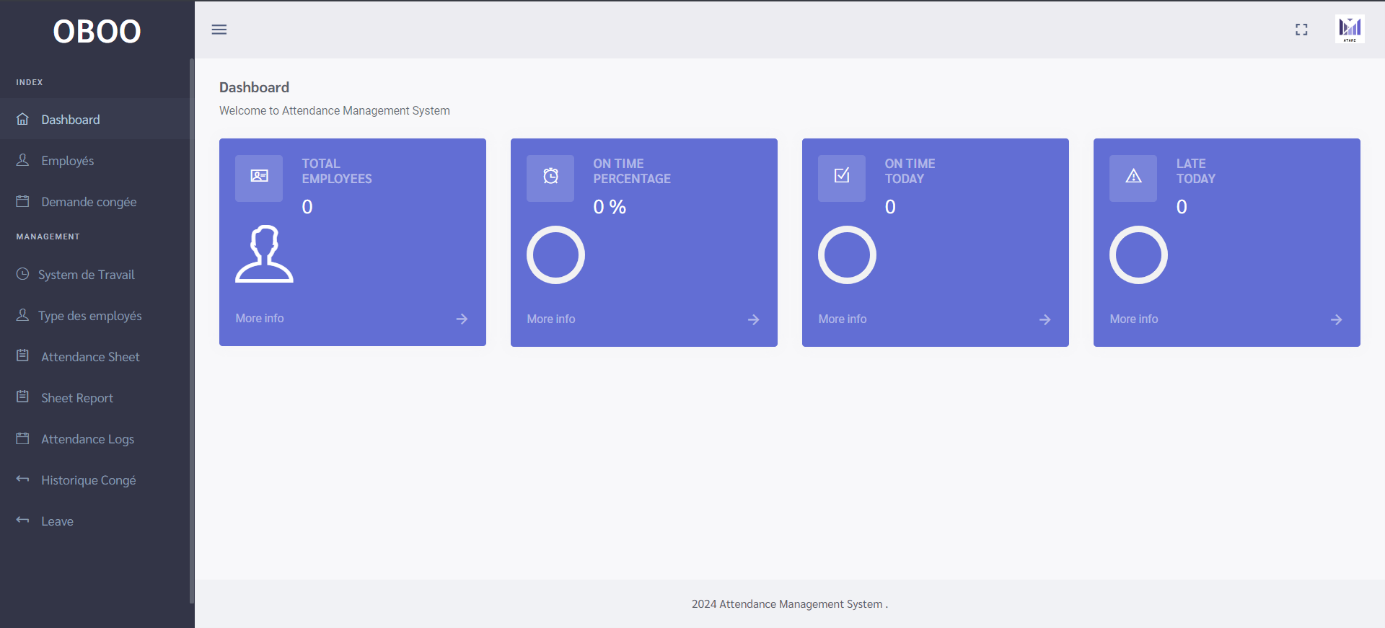 OBOO
INDEX
Dashboard
Employés
Demande congée
MANAGEMENT
System de Travail
Type des employés
Attendance Sheet
Sheet Report
Attendance Logs
Historique Congé
Leave
Dashboard
Welcome to Attendance Management System
TOTAL
EMPLOYEES
0
More info
ON TIME
PERCENTAGE
0 %
More info
ON TIME
TODAY
0
More info
LATE
TODAY
0
More info
2024 Attendance Management System .